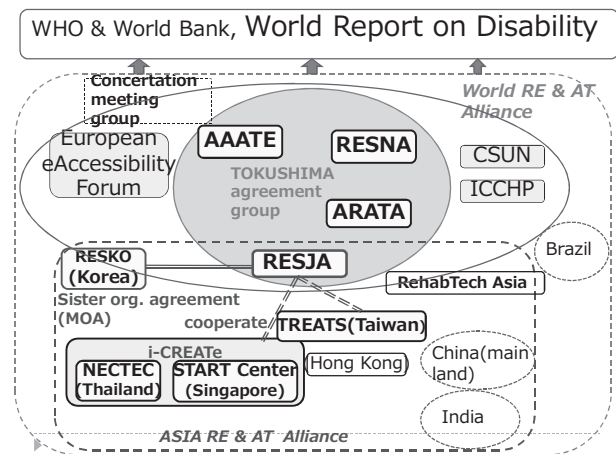 WHO & World Bank, World Report on Disability
Concertation
meeting
group
World RE & AT
Alliance
European
eAccessibility
Forum
AAATE
RESNA
CSUN
TOKUSHIMA
agreement
group
ICCHP
ARATA
Brazil
RESKO
(Korea)
RESJA
RehabTech Asia
Sister org. agreement
(MOA)
cooperate
TREATS(Taiwan)
i-CREATe
(Hong Kong)
China(main
land)
NECTEC
(Thailand)
START Center
(Singapore)
India
ASIA RE & AT Alliance